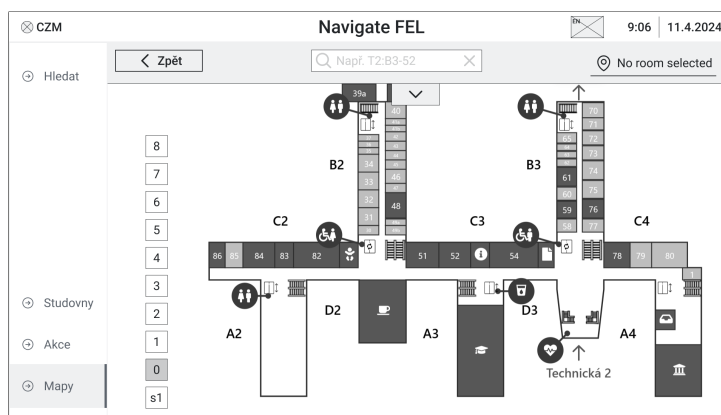 CZM
Navigate FEL
EN
9:06
11.4.2024
Zpět
Např. T2:B3-52
No room selected
Hledat
Studovny
Akce
Mapy
8
7
6
5
4
3
2
1
0
s1
39a
40
B2
34
33
32
31
46
48
B3
65
61
60
59
58
70
71
72
73
74
75
76
77
C2
C3
C4
86
85
84
83
82
51
52
54
78
79
80
1
A2
D2
A3
D3
A4
Technická 2